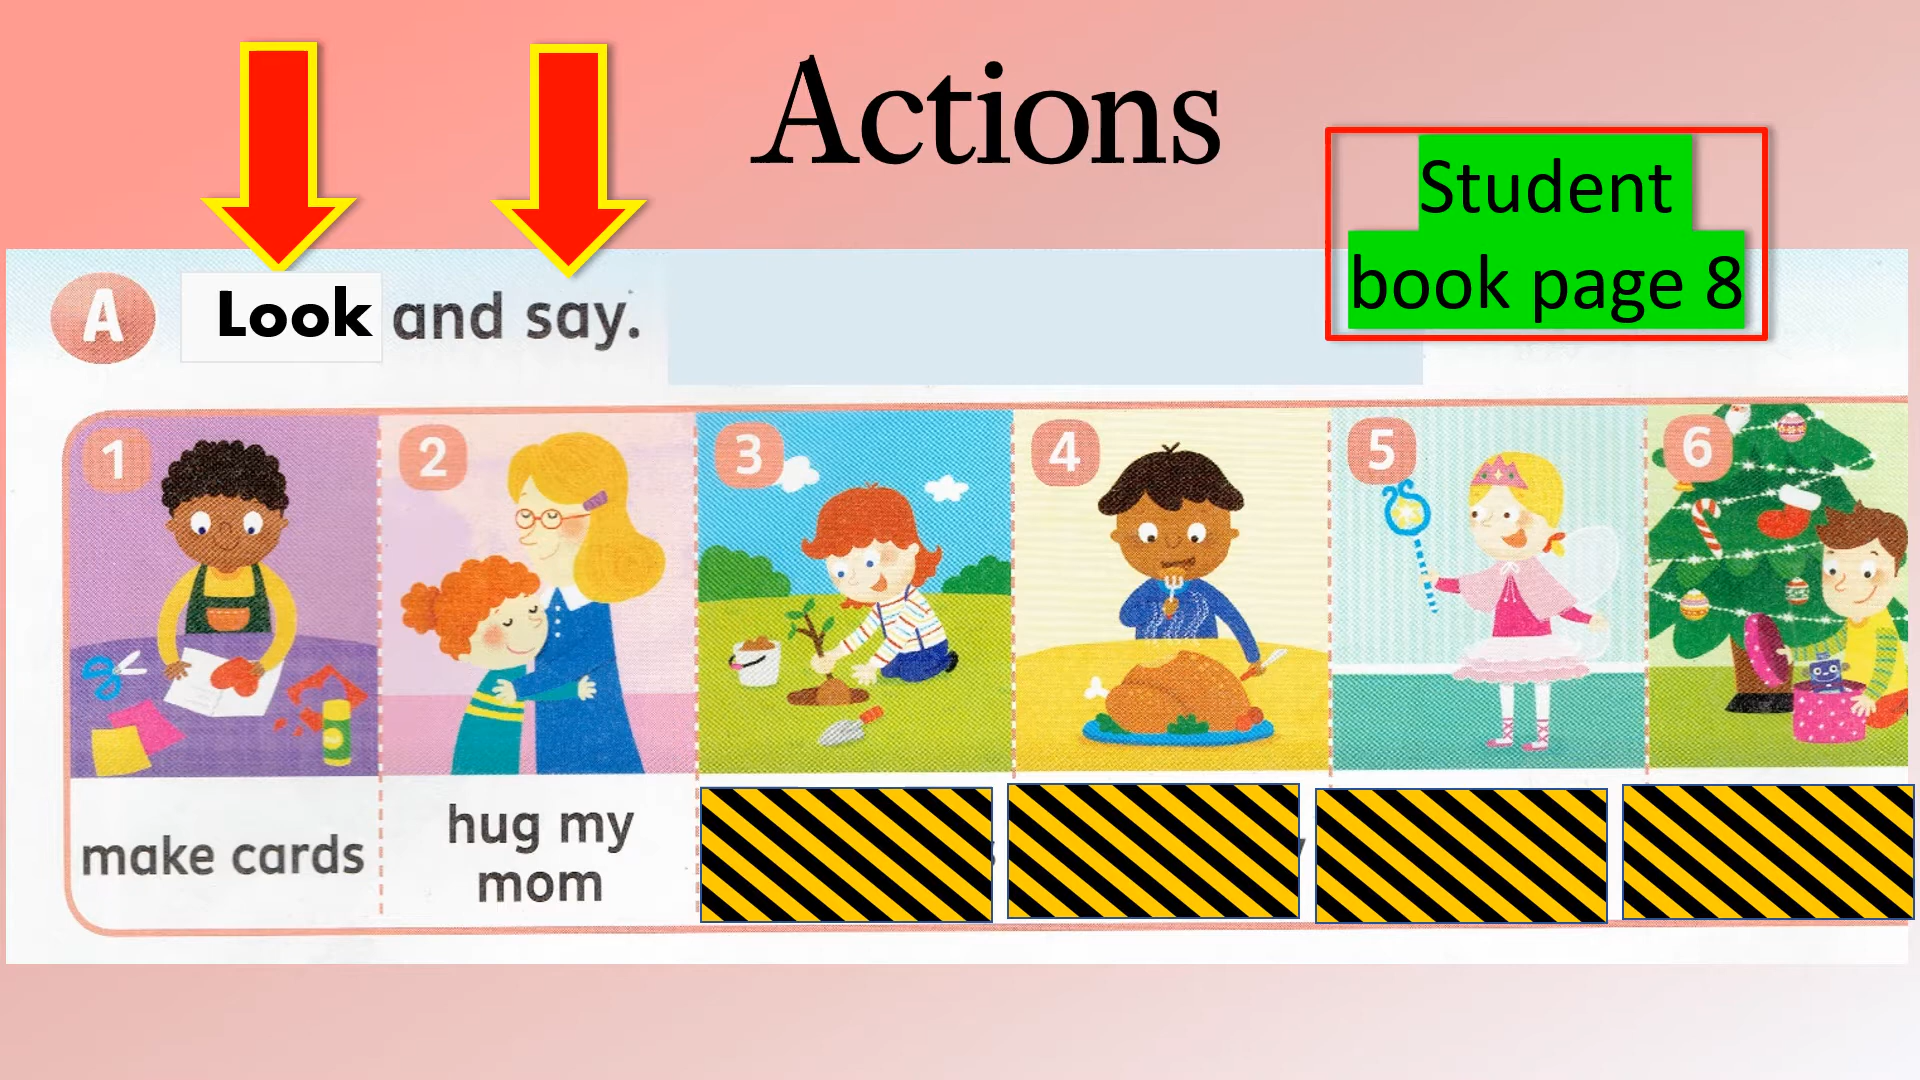 Actions
Student
book page 8
A Look and say.
1 2 3 4 5 6
make cards
hug my
mom